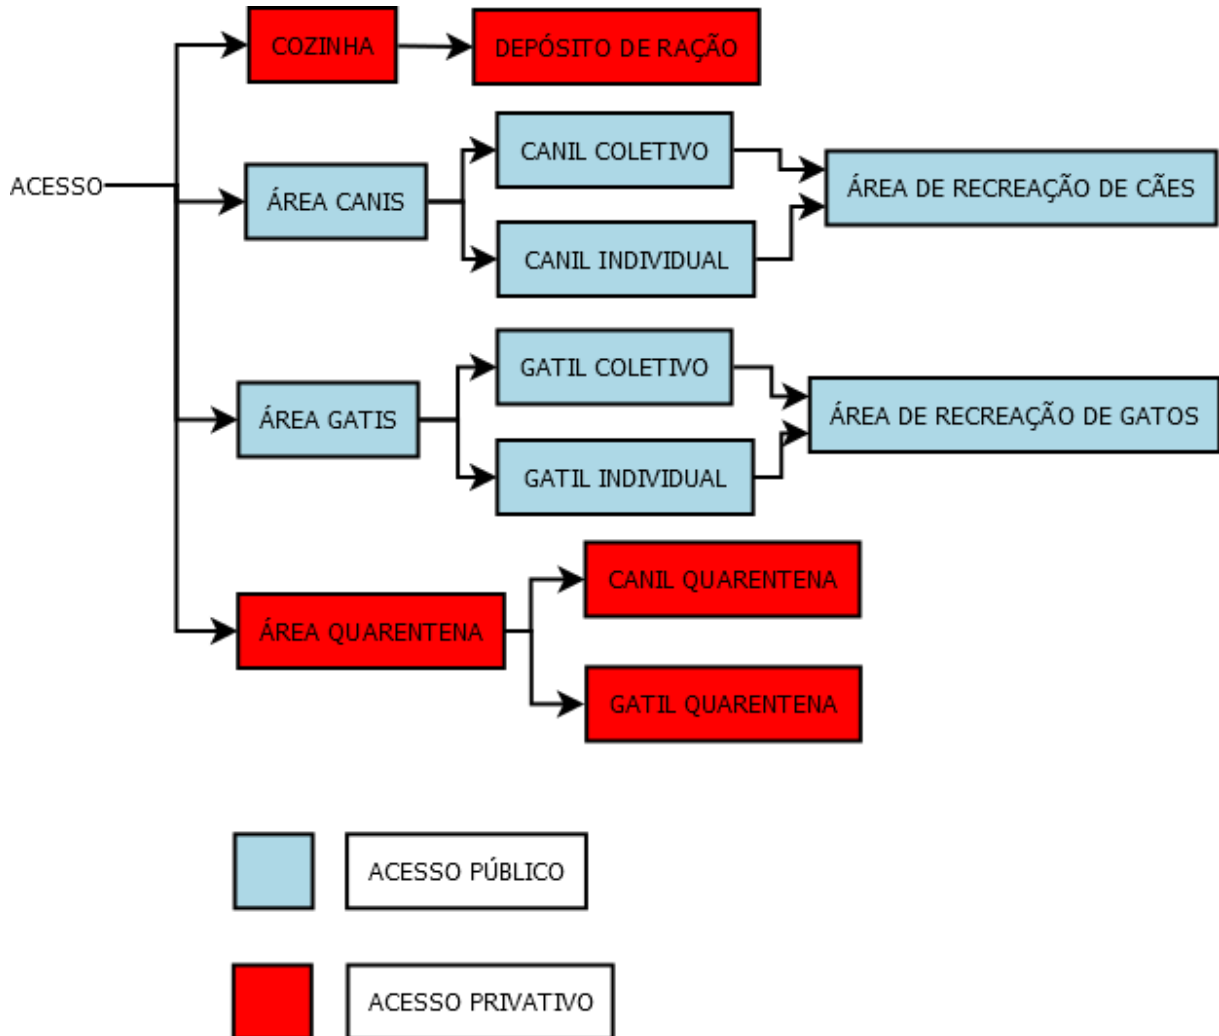 COZINHA
DEPÓSITO DE RAÇÃO
CANIL COLETIVO
ÁREA DE RECREAÇÃO DE CÃES
ACESSO
ÁREA CANIS
CANIL INDIVIDUAL
GATIL COLETIVO
ÁREA DE RECREAÇÃO DE GATOS
ÁREA GATIS
GATIL INDIVIDUAL
CANIL QUARENTENA
ÁREA QUARENTENA
GATIL QUARENTENA
ACESSO PÚBLICO
ACESSO PRIVATIVO